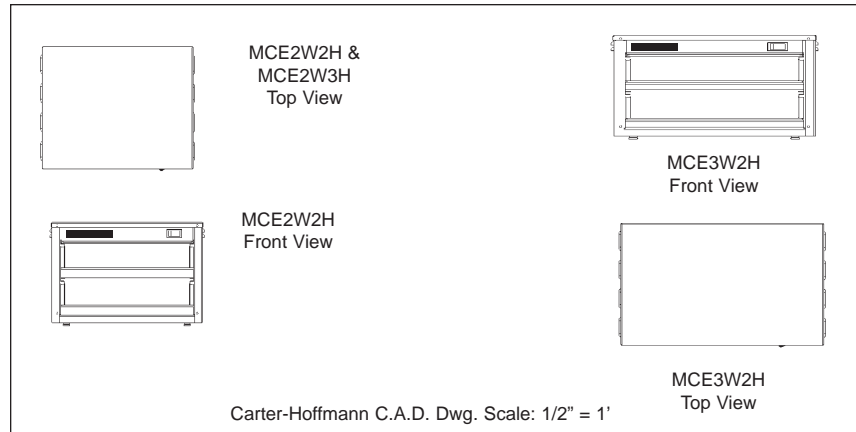 MCE2W2H &
MCE2W3H
Top View
MCE3W2H
Front View
MCE2W2H
Front View
MCE3W2H
Top View
Carter-Hoffmann C.A.D. Dwg. Scale: 1/2” = 1’